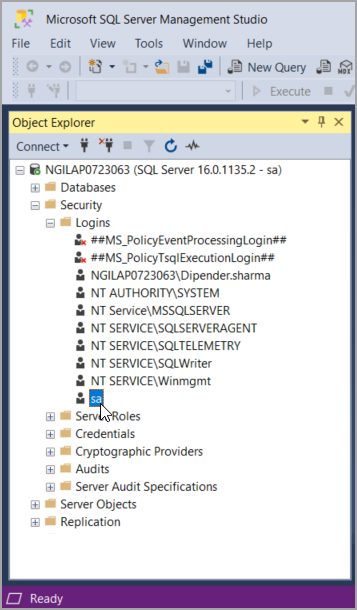 Microsoft SQL Server Management Studio
File Edit View Tools Window Help
New Query MDX
Execute
Object Explorer
Connect
NGILAP0723063 (SQL Server 16.0.1135.2 - sa)
Databases
Security
Logins
##MS_PolicyEventProcessingLogin##
##MS_PolicyTsqlExecutionLogin##
NGILAP0723063\Dipender.sharma
NT AUTHORITY\SYSTEM
NT Service\MSSQLSERVER
NT SERVICE\SQLSERVERAGENT
NT SERVICE\SQLTELEMETRY
NT SERVICE\SQLWriter
NT SERVICE\Winmgmt
sa
Server Roles
Credentials
Cryptographic Providers
Audits
Server Audit Specifications
Server Objects
Replication
Ready